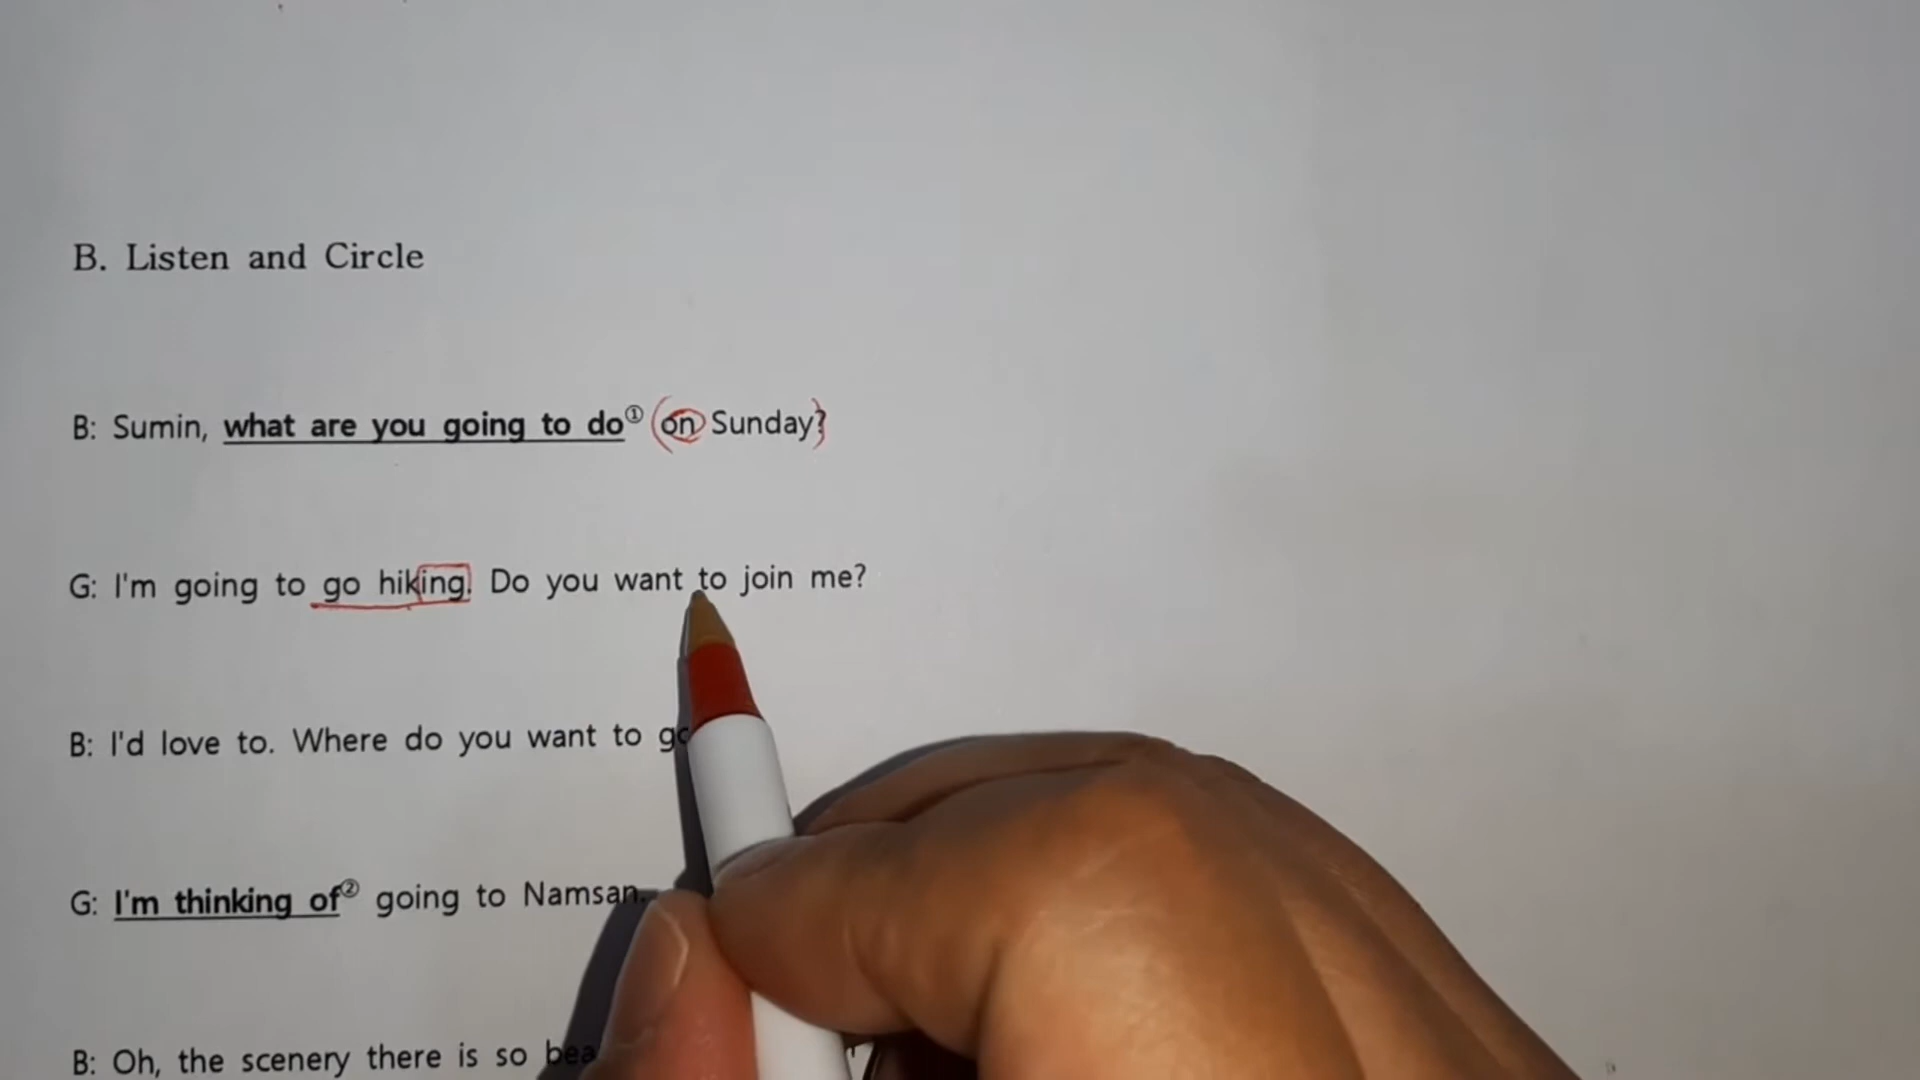 B. Listen and Circle
B: Sumin, what are you going to do① (on Sunday?)
G: I'm going to go hiking. Do you want to join me?
B: I'd love to. Where do you want to
G: I'm thinking of② going to Namsan.
B: Oh, the scenery there is so